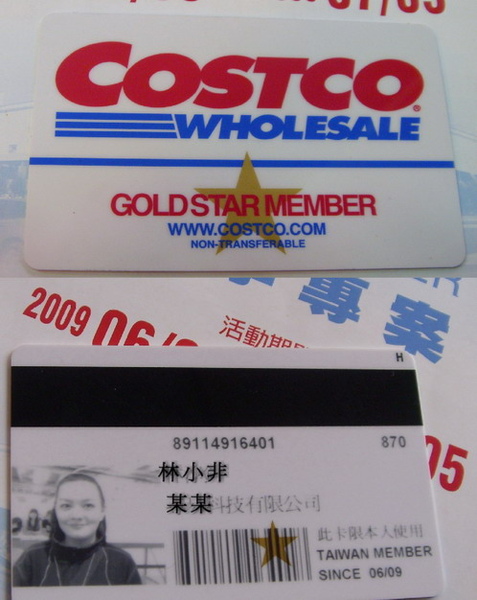 COSTCO®
WHOLESALE
GOLD STAR MEMBER
WWW.COSTCO.COM
NON-TRANSFERABLE
專案
2009 06/
活動期
H
89114916401
870
林小非
某某科技有限公司
此卡限本人使用
TAIWAN MEMBER
SINCE 06/09